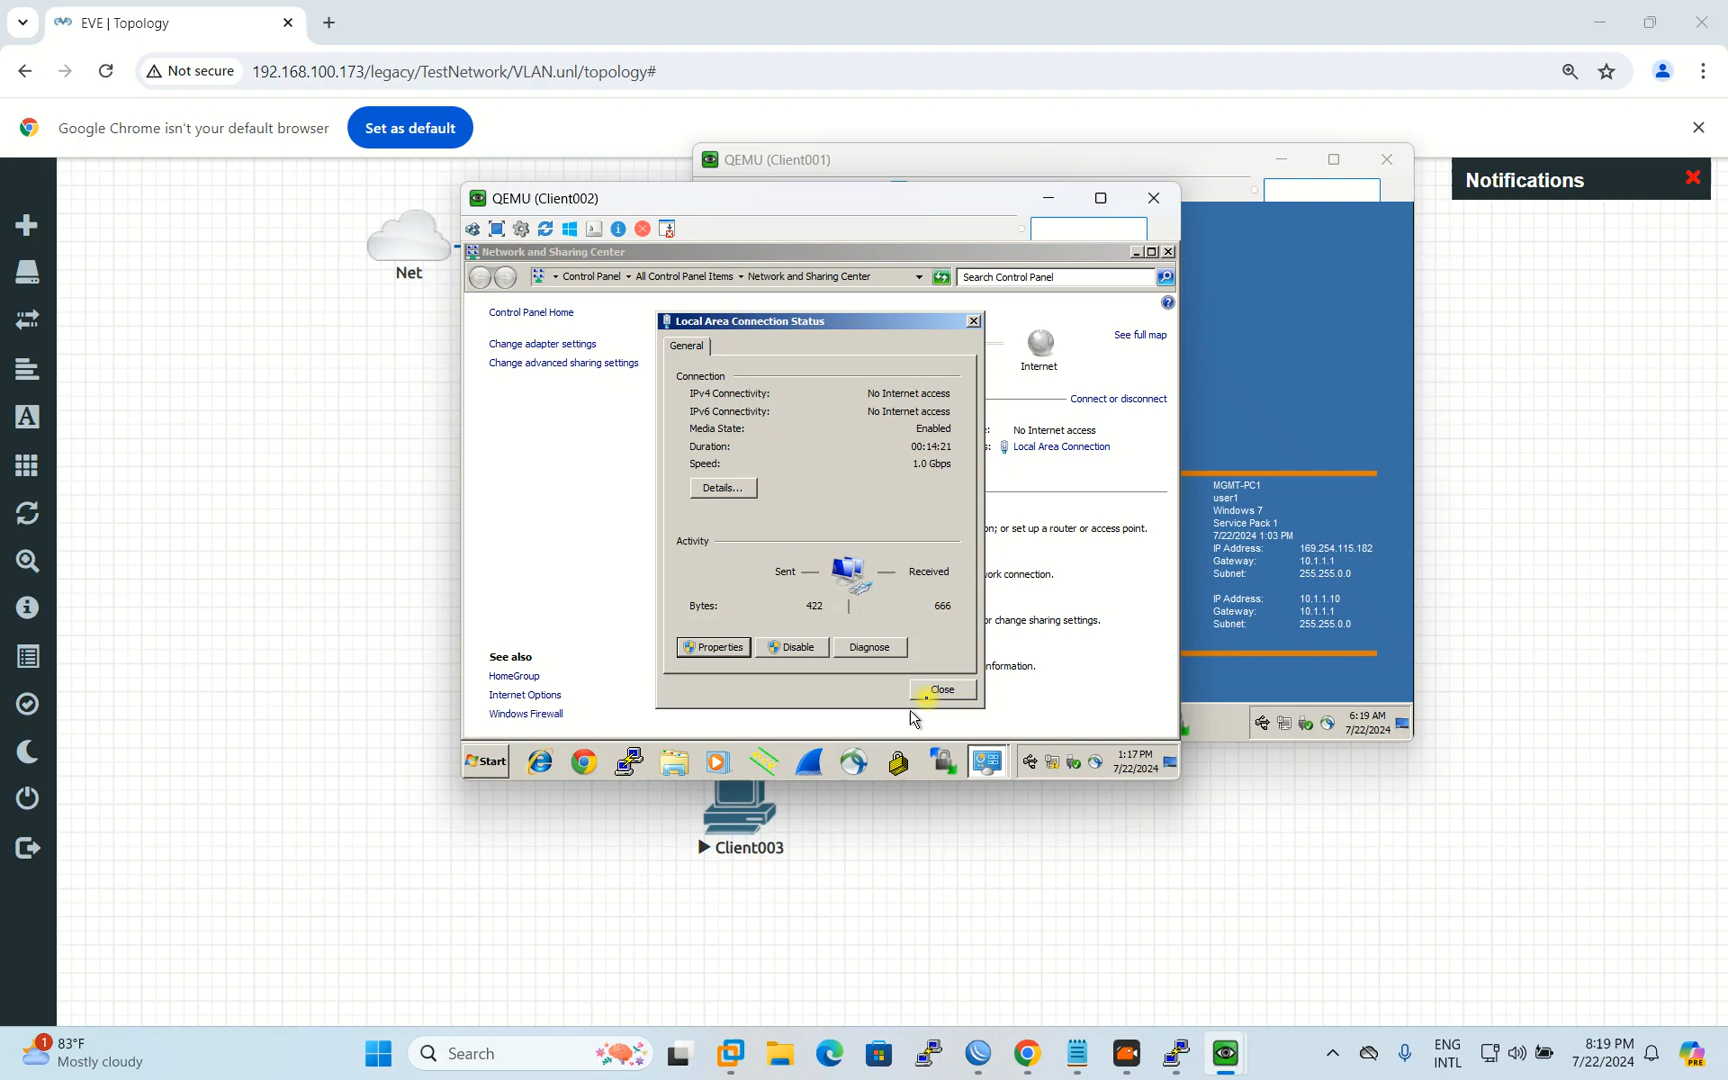 EVE | Topology
Not secure
192.168.100.173/legacy/TestNetwork/VLAN.unl/topology#
Google Chrome isn't your default browser
Set as default
Notifications
Net
QEMU (Client001)
QEMU (Client002)
Network and Sharing Center
Control Panel
All Control Panel Items
Network and Sharing Center
Search Control Panel
Control Panel Home
Change adapter settings
Change advanced sharing settings
Local Area Connection Status
General
Connection
IPv4 Connectivity: No Internet access
IPv6 Connectivity: No Internet access
Media State: Enabled
Duration: 00:14:21
Speed: 1.0 Gbps
Details...
Activity
Sent
Received
Bytes: 422 666
Properties
Disable
Diagnose
Close
See full map
Internet
Connect or disconnect
No Internet access
Local Area Connection
; or set up a router or access point.
network connection.
or change sharing settings.
information.
See also
HomeGroup
Internet Options
Windows Firewall
MGMT-PC1
user1
Windows 7
Service Pack 1
7/22/2024 1:03 PM
IP Address: 169.254.115.182
Gateway: 10.1.1.1
Subnet: 255.255.0.0
IP Address: 10.1.1.10
Gateway: 10.1.1.1
Subnet: 255.255.0.0
6:19 AM
7/22/2024
Start
1:17 PM
7/22/2024
Client003
1
83°F
Mostly cloudy
Search
ENG
INTL
8:19 PM
7/22/2024
PRE